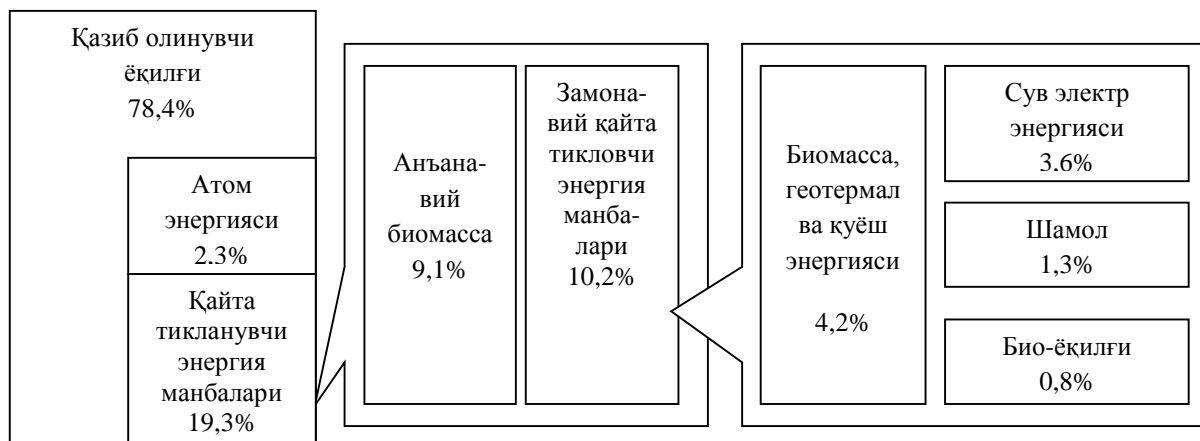 Қазиб олинувчи
ёқилғи
78,4%
Атом
энергияси
2,3%
Қайта
тикланувчи
энергия
манбалари
19,3%
Анъана-
вий
биомасса
9,1%
Замона-
вий қайта
тикловчи
энергия
манба-
лари
10,2%
Биомасса,
геотермал
ва қуёш
энергияси
4,2%
Сув электр
энергияси
3,6%
Шамол
1,3%
Био-ёқилғи
0,8%